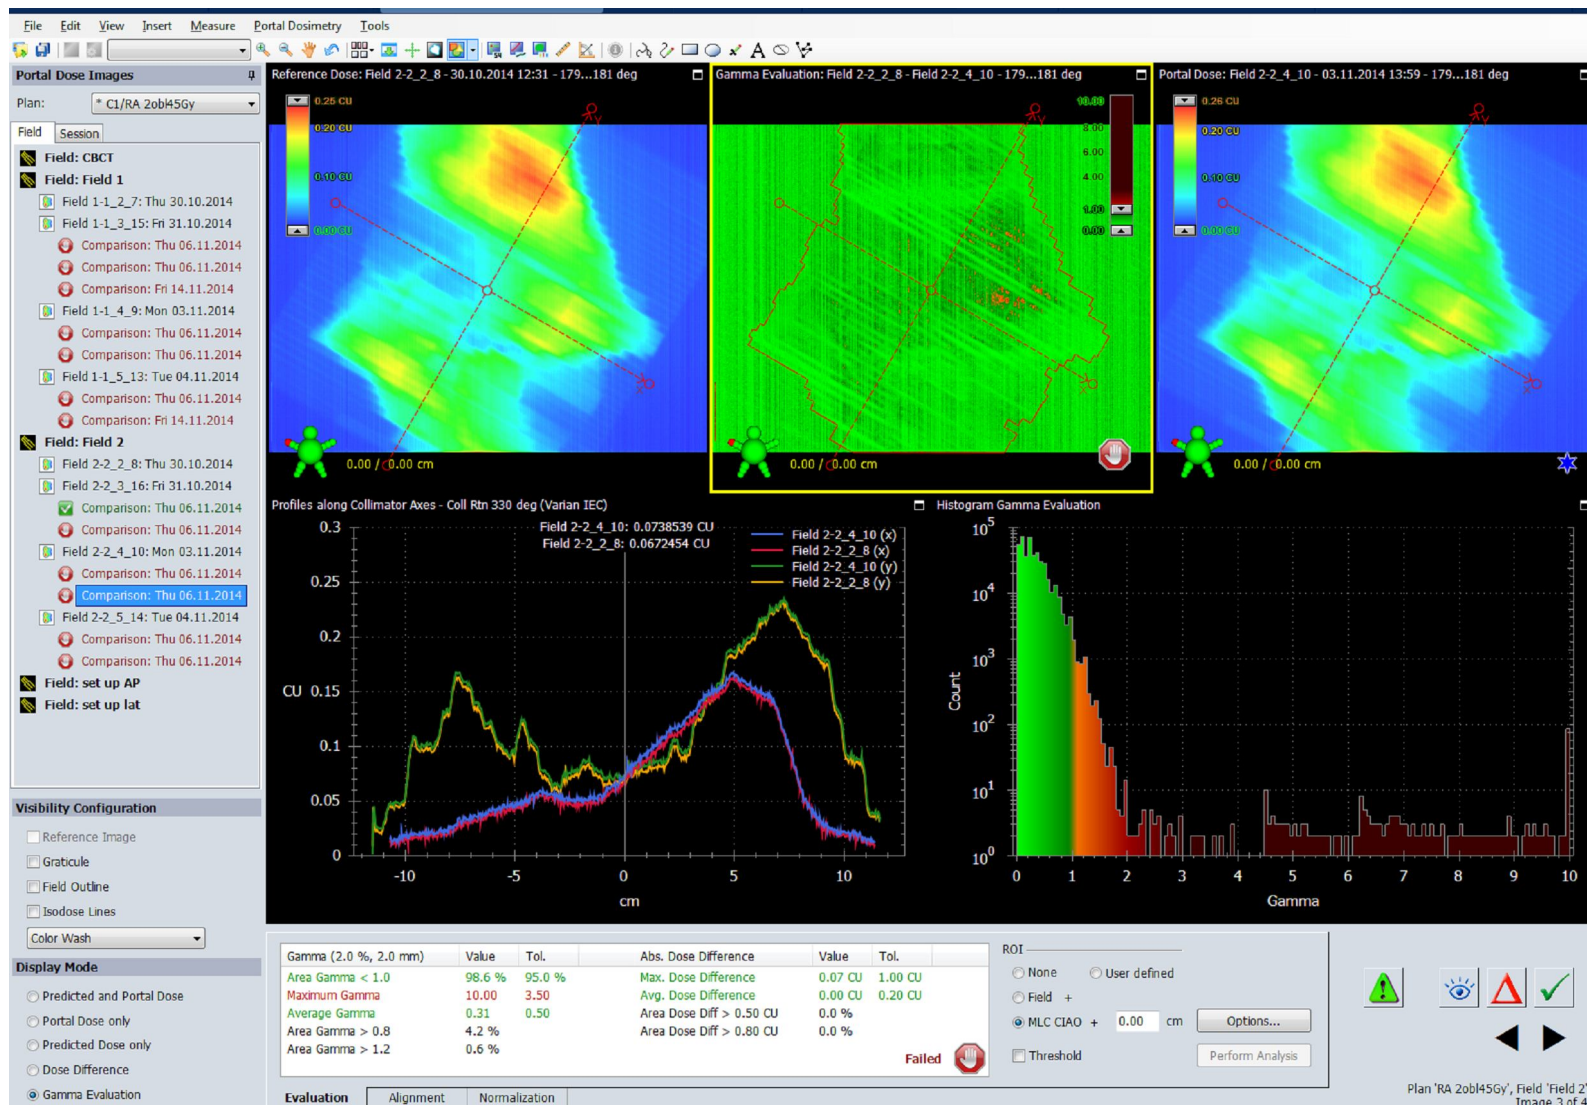 File Edit View Insert Measure Portal Dosimetry Tools
Portal Dose Images
Plan: * C1/RA 2obl45Gy
Field Session
Field: CBCT
Field: Field 1
Field 1-1_2_7: Thu 30.10.2014
Field 1-1_3_15: Fri 31.10.2014
Comparison: Thu 06.11.2014
Comparison: Thu 06.11.2014
Comparison: Fri 14.11.2014
Field 1-1_4_9: Mon 03.11.2014
Comparison: Thu 06.11.2014
Comparison: Thu 06.11.2014
Field 1-1_5_13: Tue 04.11.2014
Comparison: Thu 06.11.2014
Comparison: Fri 14.11.2014
Field: Field 2
Field 2-2_2_8: Thu 30.10.2014
Field 2-2_3_16: Fri 31.10.2014
Comparison: Thu 06.11.2014
Comparison: Thu 06.11.2014
Field 2-2_4_10: Mon 03.11.2014
Comparison: Thu 06.11.2014
Comparison: Thu 06.11.2014
Field 2-2_5_14: Tue 04.11.2014
Comparison: Thu 06.11.2014
Comparison: Thu 06.11.2014
Field: set up AP
Field: set up lat
Visibility Configuration
Reference Image
Graticule
Field Outline
Isodose Lines
Color Wash
Display Mode
Predicted and Portal Dose
Portal Dose only
Predicted Dose only
Dose Difference
Gamma Evaluation
Reference Dose: Field 2-2_2_8 - 30.10.2014 12:31 - 179...181 deg
0.25 CU
0.20 CU
0.10 CU
0.00 CU
Y
X
0.00 / 0.00 cm
Gamma Evaluation: Field 2-2_2_8 - Field 2-2_4_10 - 179...181 deg
10.00
8.00
6.00
4.00
1.00
0.00
Y
X
0.00 / 0.00 cm
Portal Dose: Field 2-2_4_10 - 03.11.2014 13:59 - 179...181 deg
0.26 CU
0.20 CU
0.10 CU
0.00 CU
Y
X
0.00 / 0.00 cm
Profiles along Collimator Axes - Coll Rtn 330 deg (Varian IEC)
Field 2-2_4_10: 0.0738539 CU
Field 2-2_2_8: 0.0672454 CU
Field 2-2_4_10 (x)
Field 2-2_2_8 (x)
Field 2-2_4_10 (y)
Field 2-2_2_8 (y)
0.3
0.25
0.2
CU 0.15
0.1
0.05
0
-10 -5 0 5 10
cm
Histogram Gamma Evaluation
10^5
10^4
10^3
Count
10^2
10^1
10^0
0 1 2 3 4 5 6 7 8 9 10
Gamma
Gamma (2.0 %, 2.0 mm) Value Tol. Abs. Dose Difference Value Tol.
Area Gamma < 1.0 98.6 % 95.0 % Max. Dose Difference 0.07 CU 1.00 CU
Maximum Gamma 10.00 3.50 Avg. Dose Difference 0.00 CU 0.20 CU
Average Gamma 0.31 0.50 Area Dose Diff > 0.50 CU 0.0 %
Area Gamma > 0.8 4.2 % Area Dose Diff > 0.80 CU 0.0 %
Area Gamma > 1.2 0.6 %
Failed
Evaluation Alignment Normalization
ROI
None User defined
Field +
MLC CIAO + 0.00 cm Options...
Threshold Perform Analysis
Plan 'RA 2obl45Gy', Field 'Field 2'
Image 3 of 4